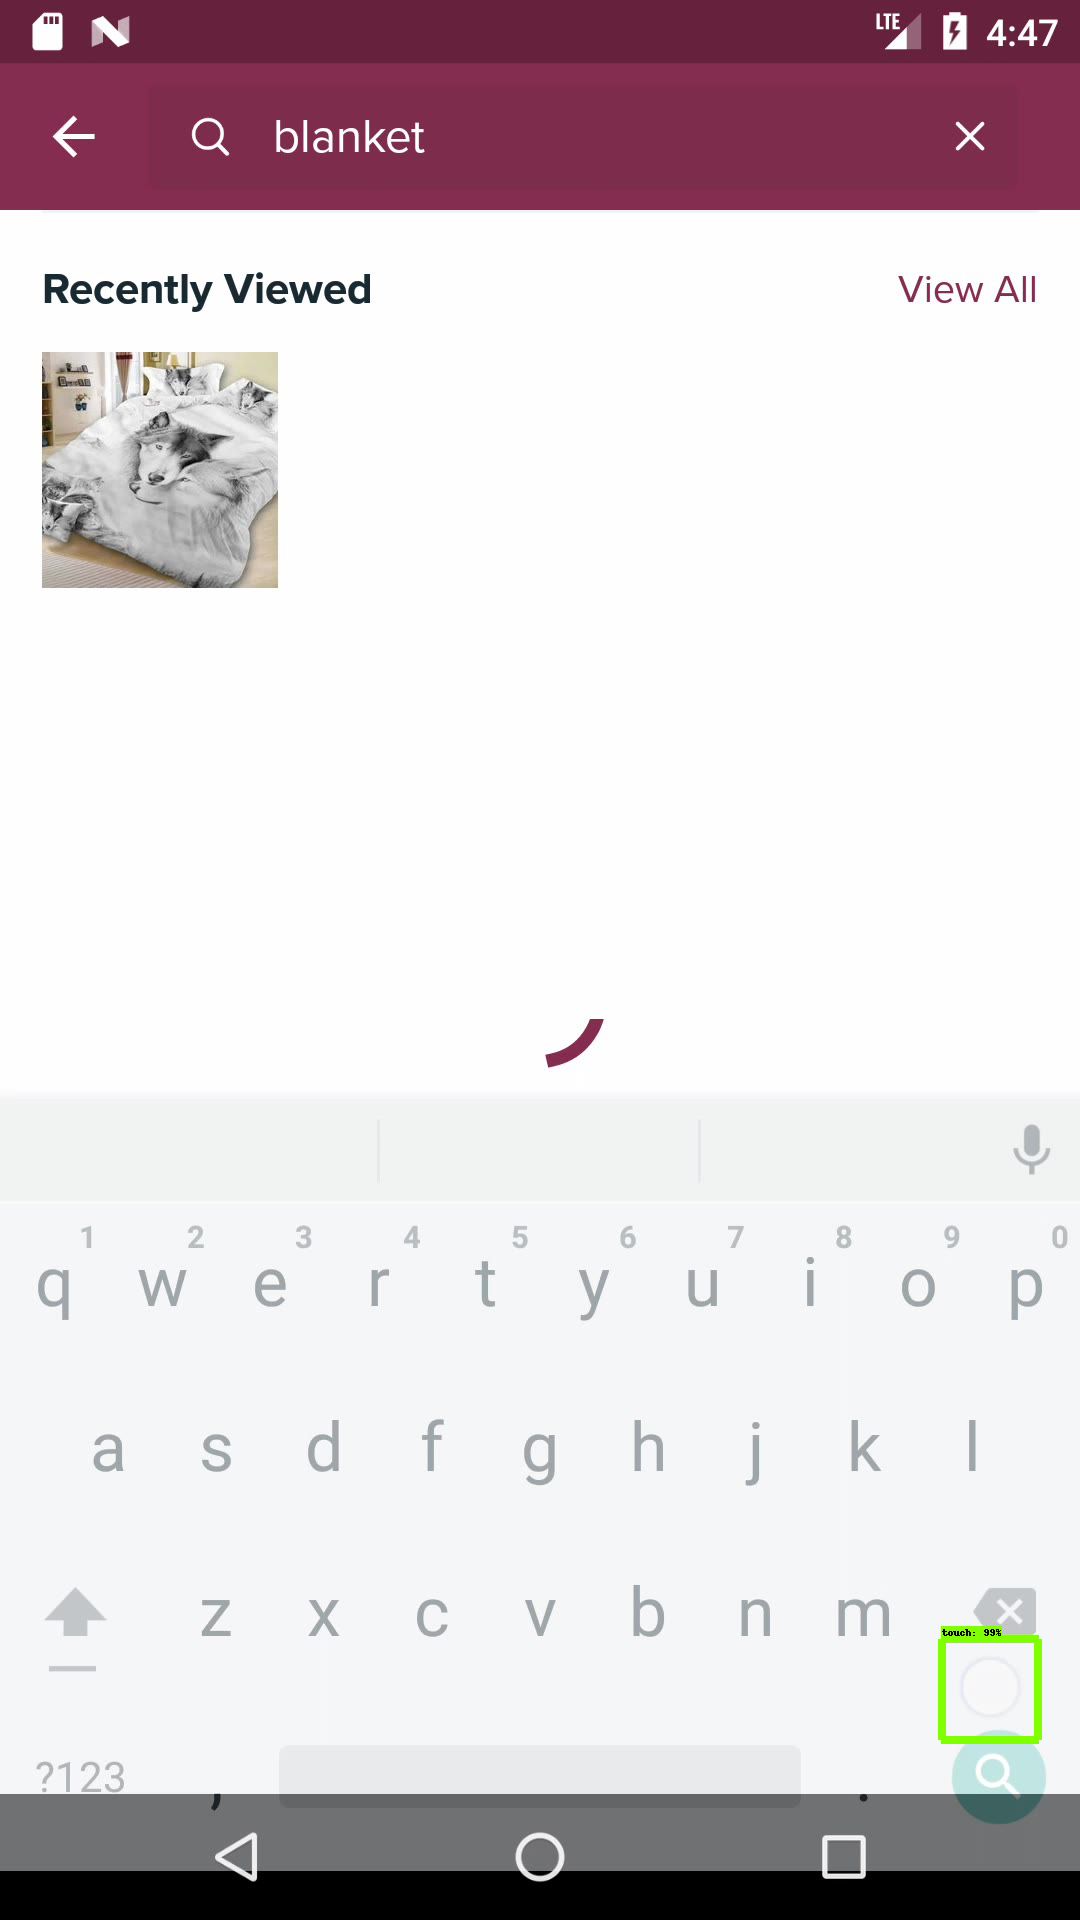 LTE 4:47
blanket
Recently Viewed View All
1 2 3 4 5 6 7 8 9 0
q w e r t y u i o p
a s d f g h j k l
z x c v b n m
touch: 99%
?123 , .